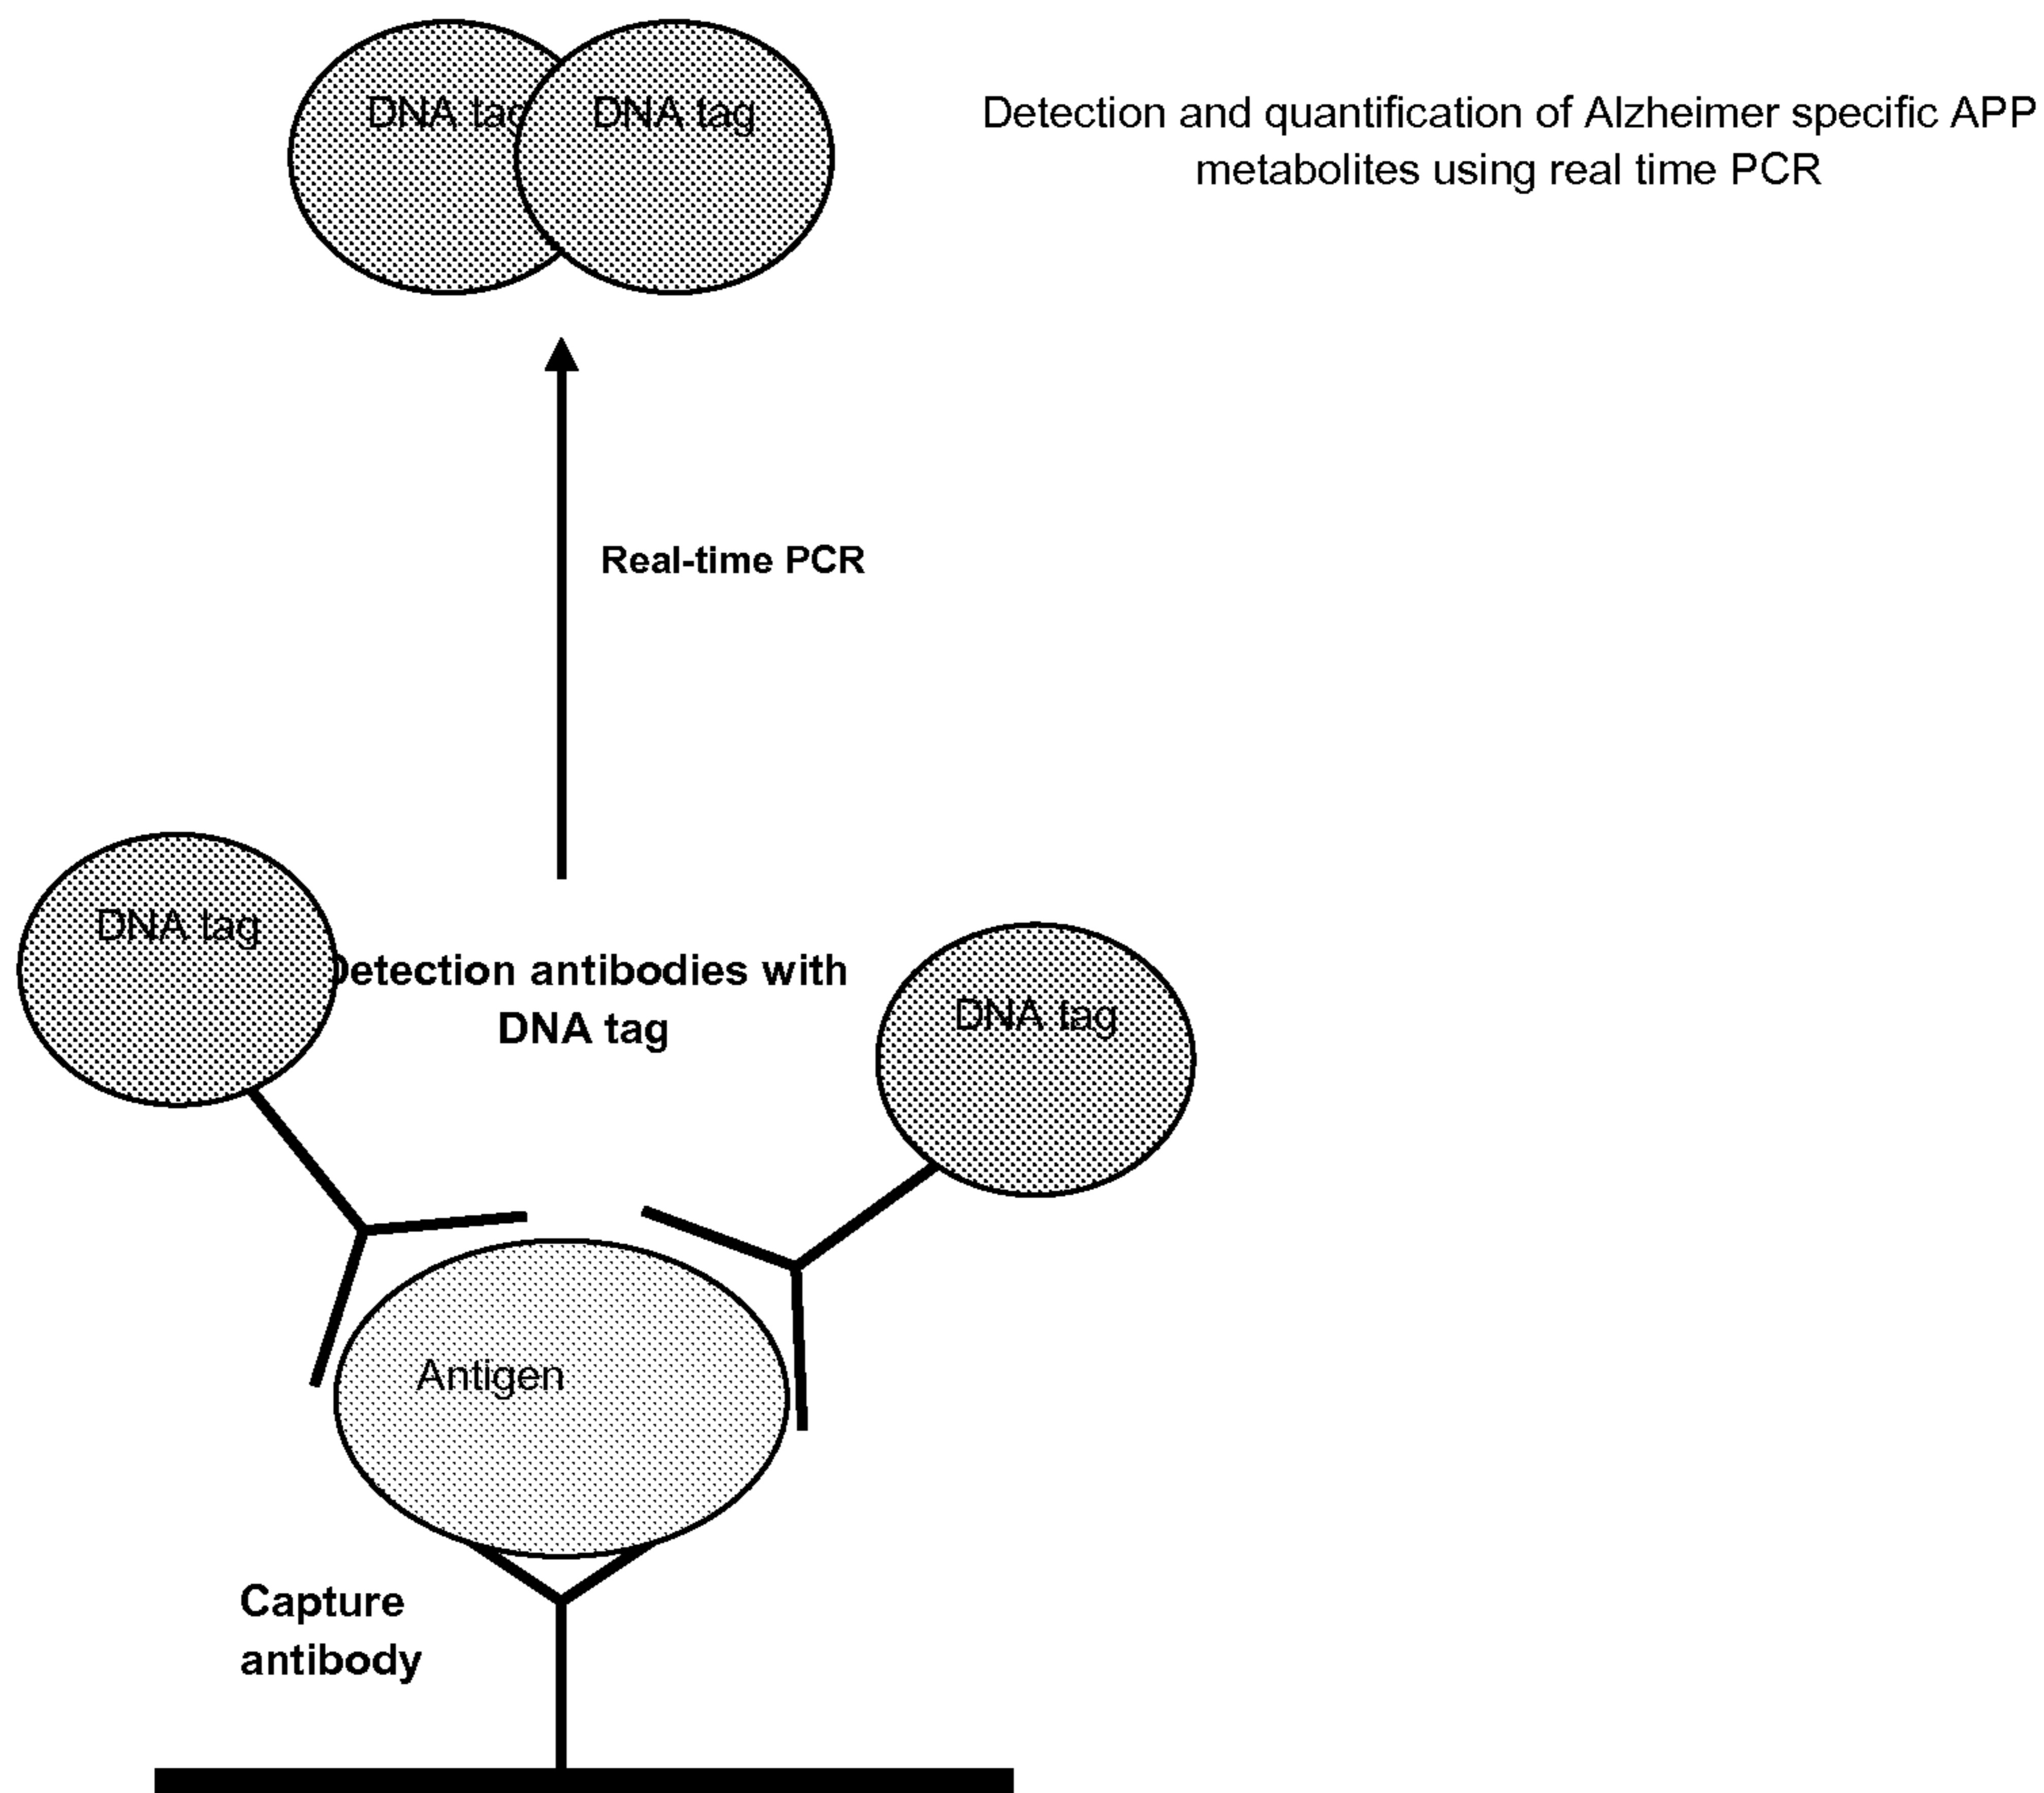 DNA tag
DNA tag
Detection and quantification of Alzheimer specific APP
metabolites using real time PCR
Real-time PCR
DNA tag
Detection antibodies with
DNA tag
DNA tag
Antigen
Capture
antibody